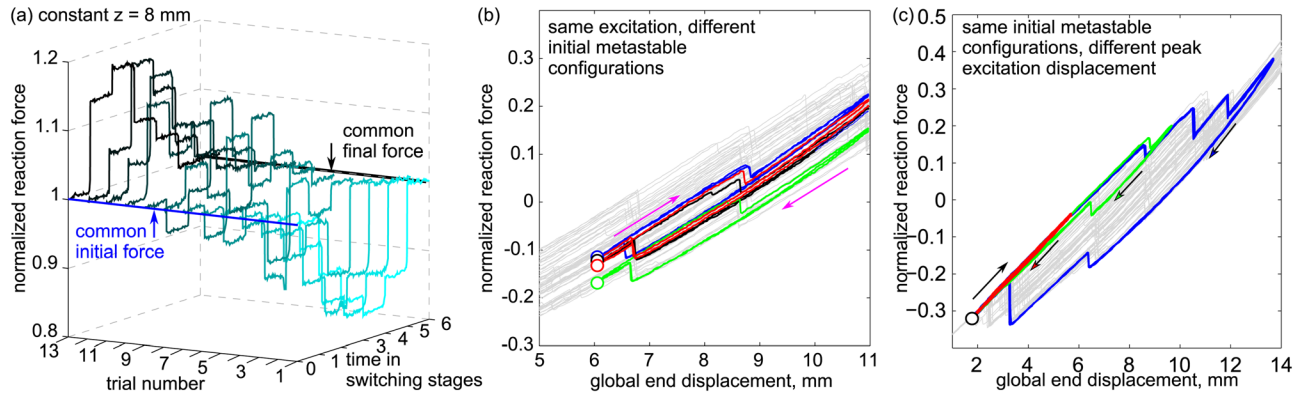 (a) constant z = 8 mm
1.2
1.1
1
0.9
0.8
normalized reaction force
common
final force
common
initial force
13
11
9
7
5
3
1
trial number
0
1
2
3
4
5
6
time in
switching stages
(b)
same excitation, different
initial metastable
configurations
0.3
0.2
0.1
0
-0.1
-0.2
-0.3
normalized reaction force
5
6
7
8
9
10
11
global end displacement, mm
(c)
same initial metastable
configurations, different peak
excitation displacement
0.4
0.3
0.2
0.1
0
−0.1
−0.2
−0.3
normalized reaction force
2
4
6
8
10
12
14
global end displacement, mm